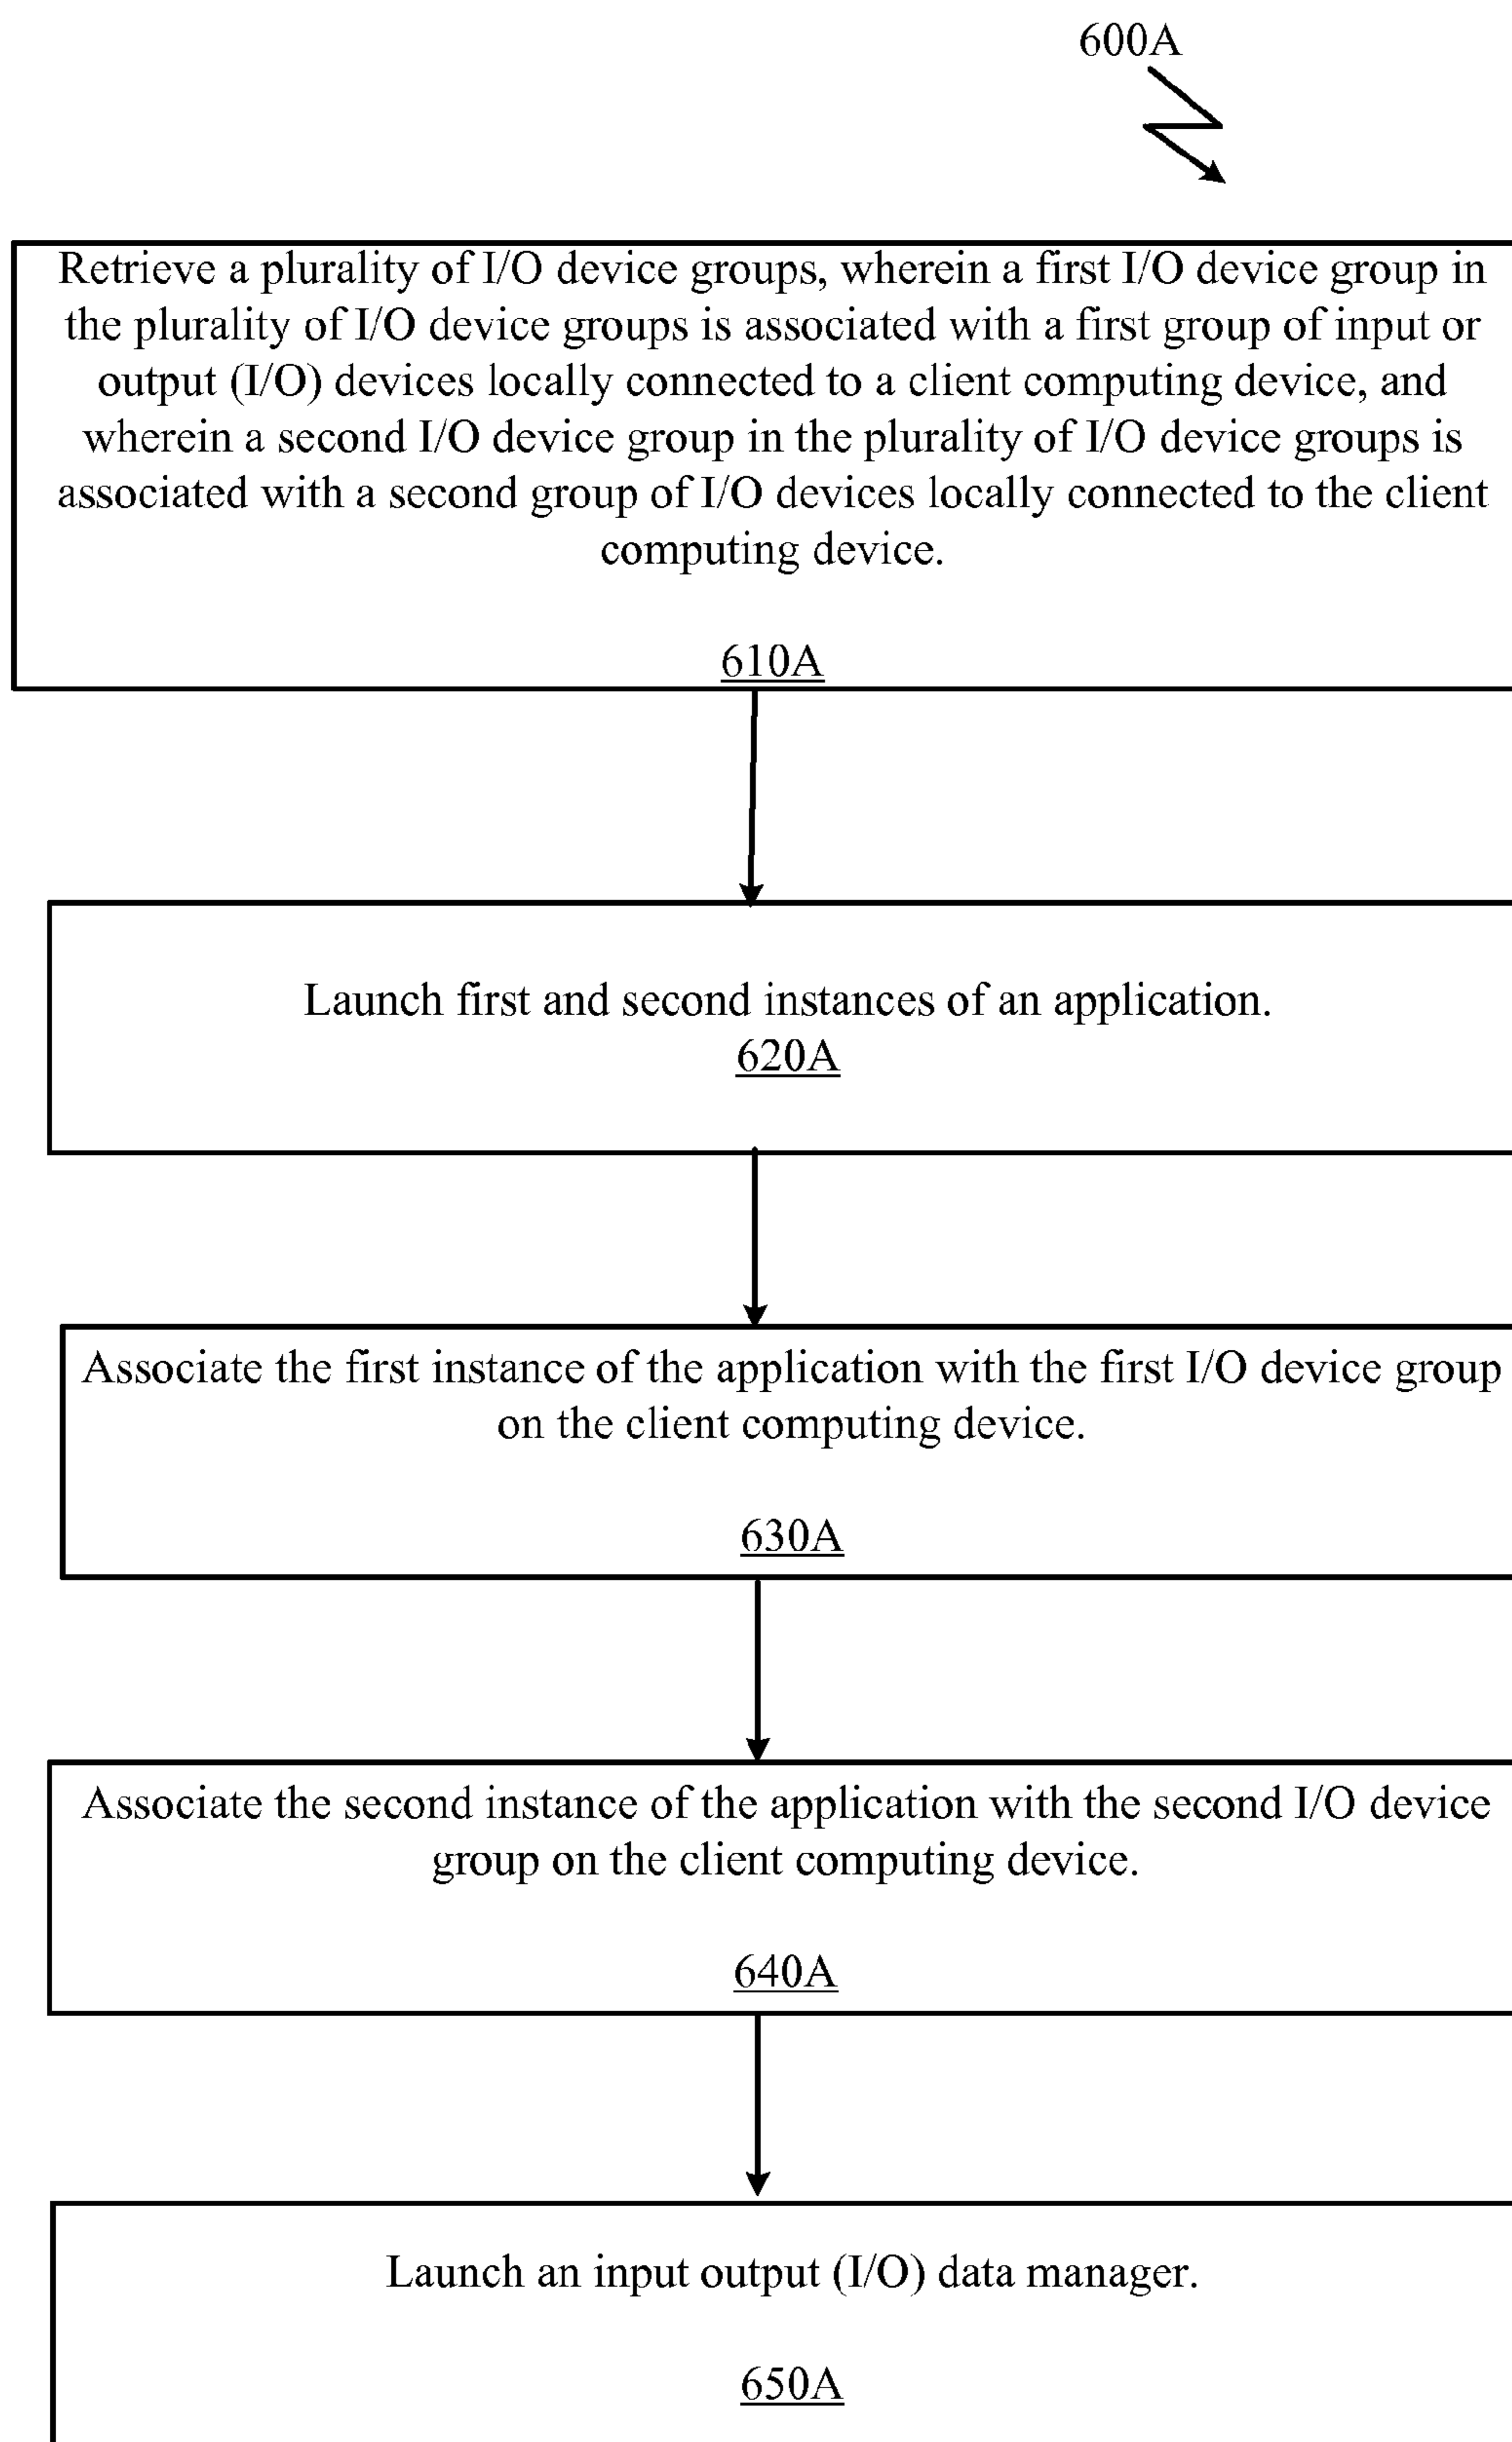 600A
Retrieve a plurality of I/O device groups, wherein a first I/O device group in
the plurality of I/O device groups is associated with a first group of input or
output (I/O) devices locally connected to a client computing device, and
wherein a second I/O device group in the plurality of I/O device groups is
associated with a second group of I/O devices locally connected to the client
computing device.
610A
Launch first and second instances of an application.
620A
Associate the first instance of the application with the first I/O device group
on the client computing device.
630A
Associate the second instance of the application with the second I/O device
group on the client computing device.
640A
Launch an input output (I/O) data manager.
650A